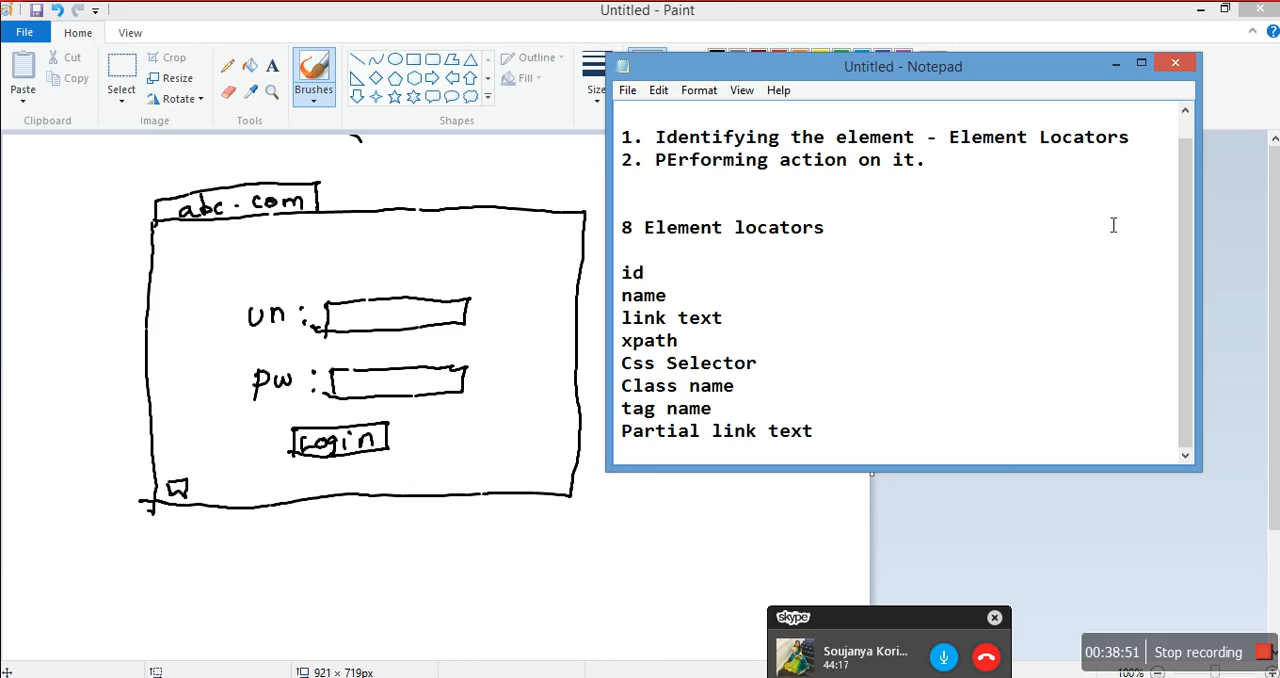 Untitled - Paint
File
Home
View
Paste
Cut
Copy
Clipboard
Select
Crop
Resize
Rotate
Image
A
Tools
Brushes
Shapes
Outline
Fill
Size
Untitled - Notepad
File Edit Format View Help
1. Identifying the element - Element Locators
2. PErforming action on it.
8 Element locators
id
name
link text
xpath
Css Selector
Class name
tag name
Partial link text
abc.com
un :
pw :
Login
skype
Soujanya Kori...
44:17
00:38:51
Stop recording
921 × 719px
100%